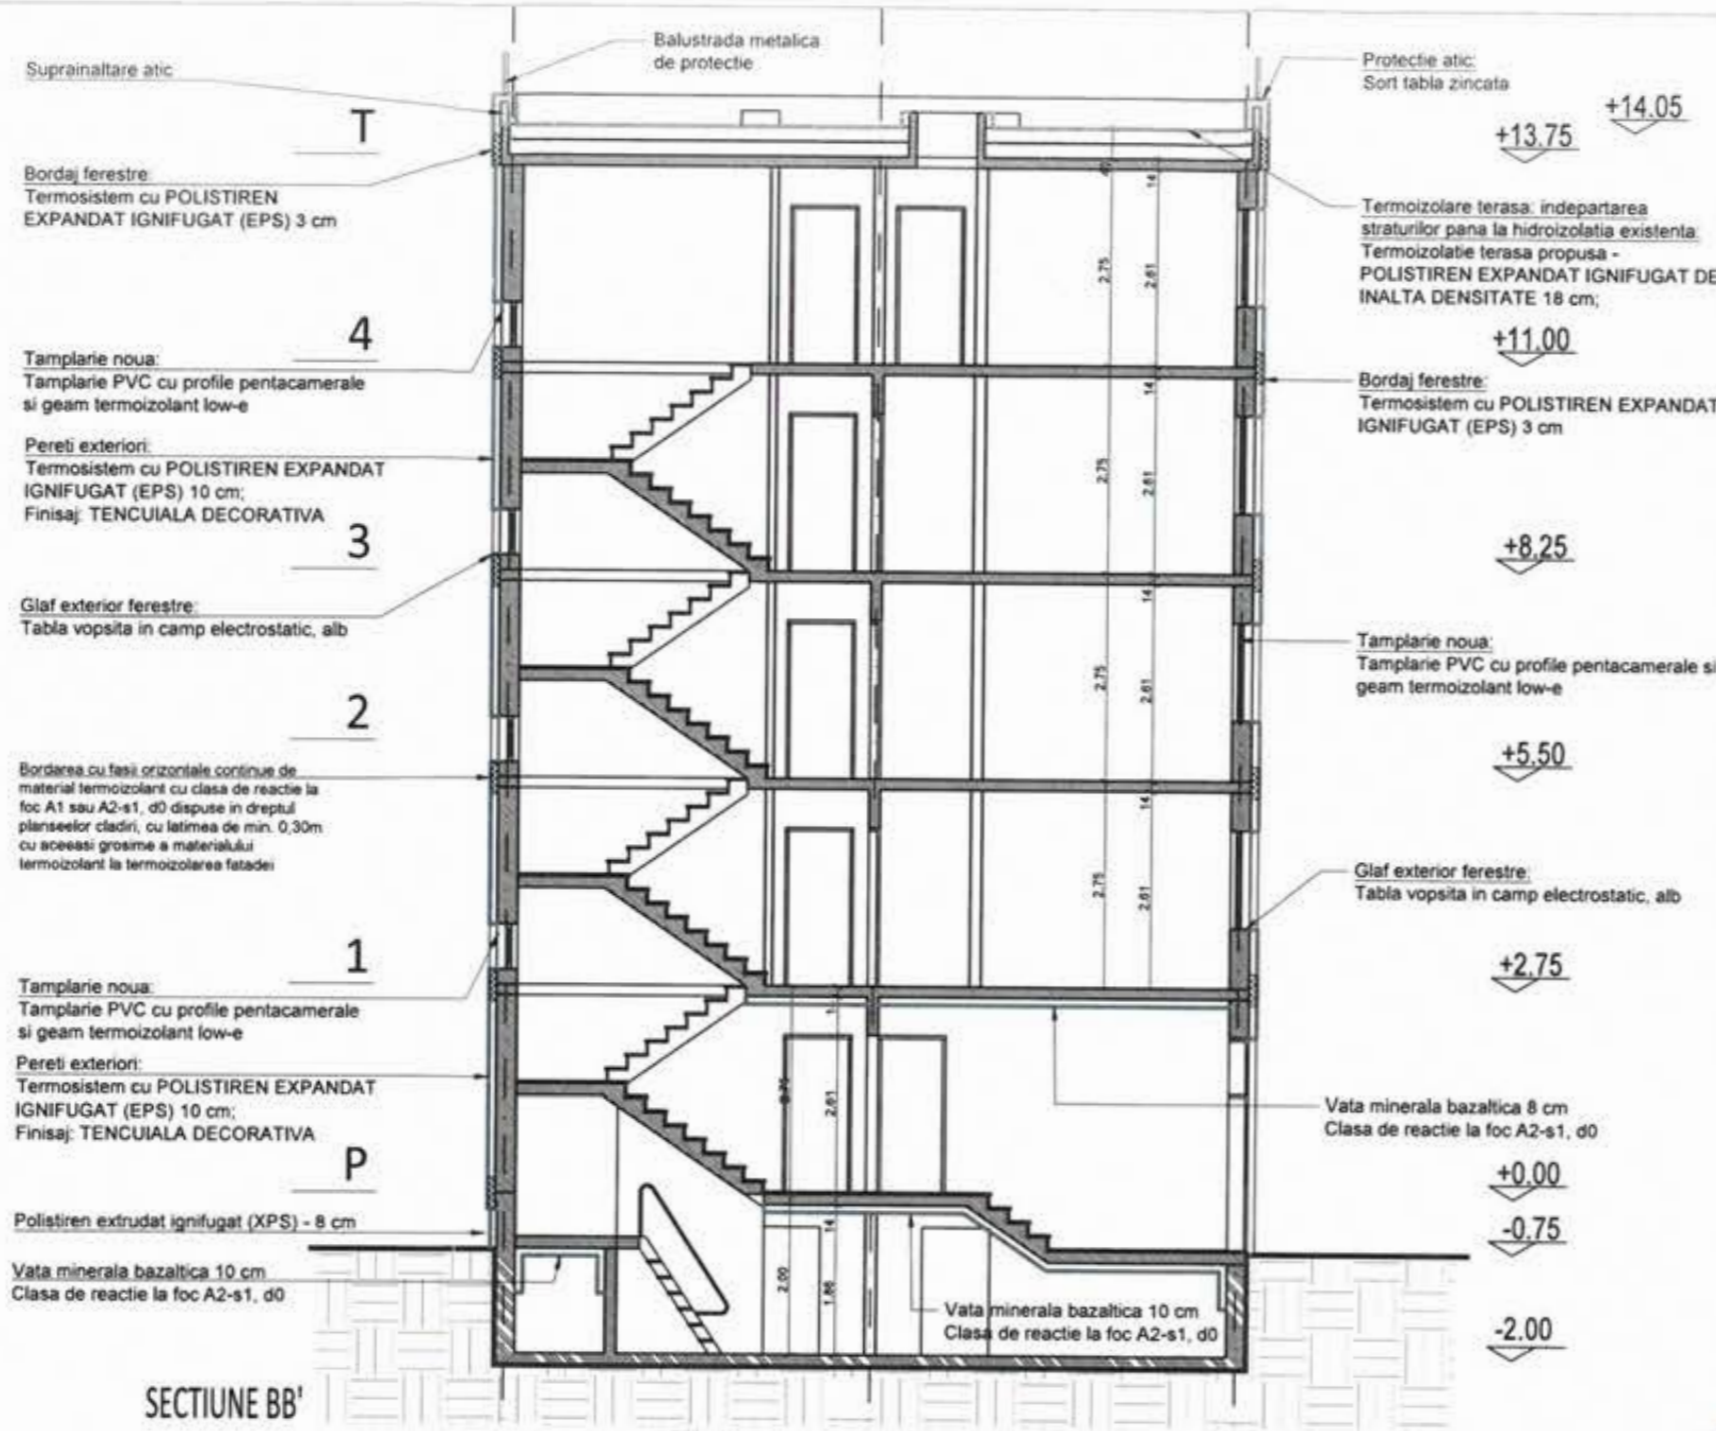 Balustrada metalica
de protectie
Suprainaltare atic
Protectie atic:
Sort tabla zincata
+14.05
T
+13.75
Bordaj ferestre:
Termosistem cu POLISTIREN
EXPANDAT IGNIFUGAT (EPS) 3 cm
Termoizolare terasa: indepartarea
straturilor pana la hidroizolatia existenta:
Termoizolatie terasa propusa -
POLISTIREN EXPANDAT IGNIFUGAT DE
INALTA DENSITATE 18 cm;
14
2.75
2.61
4
+11.00
Tamplarie noua:
Tamplarie PVC cu profile pentacamerale
si geam termoizolant low-e
Bordaj ferestre:
Termosistem cu POLISTIREN EXPANDAT
IGNIFUGAT (EPS) 3 cm
14
2.75
2.61
Pereti exteriori:
Termosistem cu POLISTIREN EXPANDAT
IGNIFUGAT (EPS) 10 cm;
Finisaj: TENCUIALA DECORATIVA
3
+8,25
14
Glaf exterior ferestre:
Tabla vopsita in camp electrostatic, alb
Tamplarie noua:
Tamplarie PVC cu profile pentacamerale si
geam termoizolant low-e
2.75
2.61
2
+5,50
Bordarea cu fasii orizontale continue de
material termoizolant cu clasa de reactie la
foc A1 sau A2-s1, d0 dispuse in dreptul
planseelor cladiri, cu latimea de min. 0,30m
cu aceeasi grosime a materialului
termoizolant la termoizolarea fatadei
14
2.75
2.61
Glaf exterior ferestre:
Tabla vopsita in camp electrostatic, alb
1
+2,75
Tamplarie noua:
Tamplarie PVC cu profile pentacamerale
si geam termoizolant low-e
Pereti exteriori:
Termosistem cu POLISTIREN EXPANDAT
IGNIFUGAT (EPS) 10 cm;
Finisaj: TENCUIALA DECORATIVA
2.61
Vata minerala bazaltica 8 cm
Clasa de reactie la foc A2-s1, d0
P
+0,00
Polistiren extrudat ignifugat (XPS) - 8 cm
14
-0.75
Vata minerala bazaltica 10 cm
Clasa de reactie la foc A2-s1, d0
2.00
1.86
Vata minerala bazaltica 10 cm
Clasa de reactie la foc A2-s1, d0
-2.00
SECTIUNE BB'